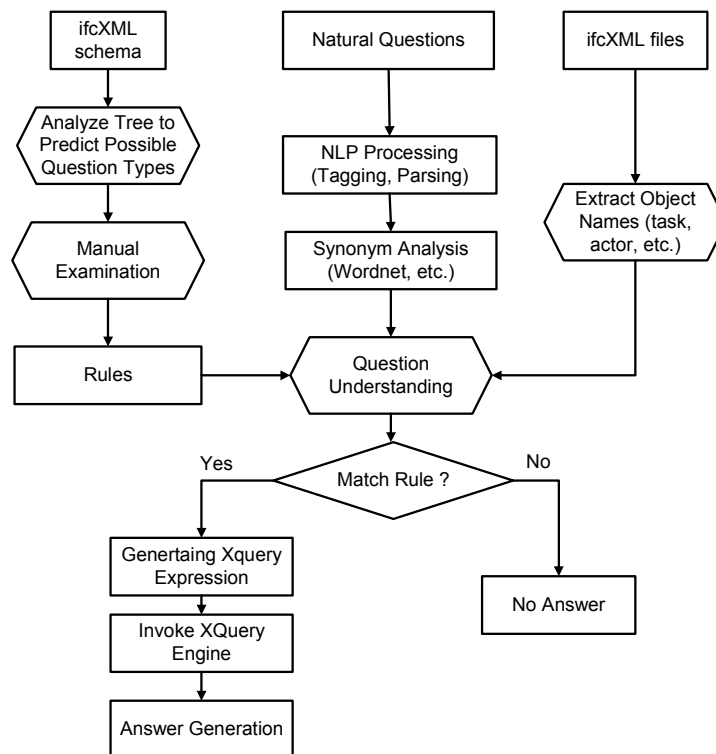 ifcXML
schema
Natural Questions
ifcXML files
Analyze Tree to
Predict Possible
Question Types
NLP Processing
(Tagging, Parsing)
Extract Object
Names (task,
actor, etc.)
Manual
Examination
Synonym Analysis
(Wordnet, etc.)
Rules
Question
Understanding
Yes
Match Rule ?
No
Genertaing Xquery
Expression
No Answer
Invoke XQuery
Engine
Answer Generation